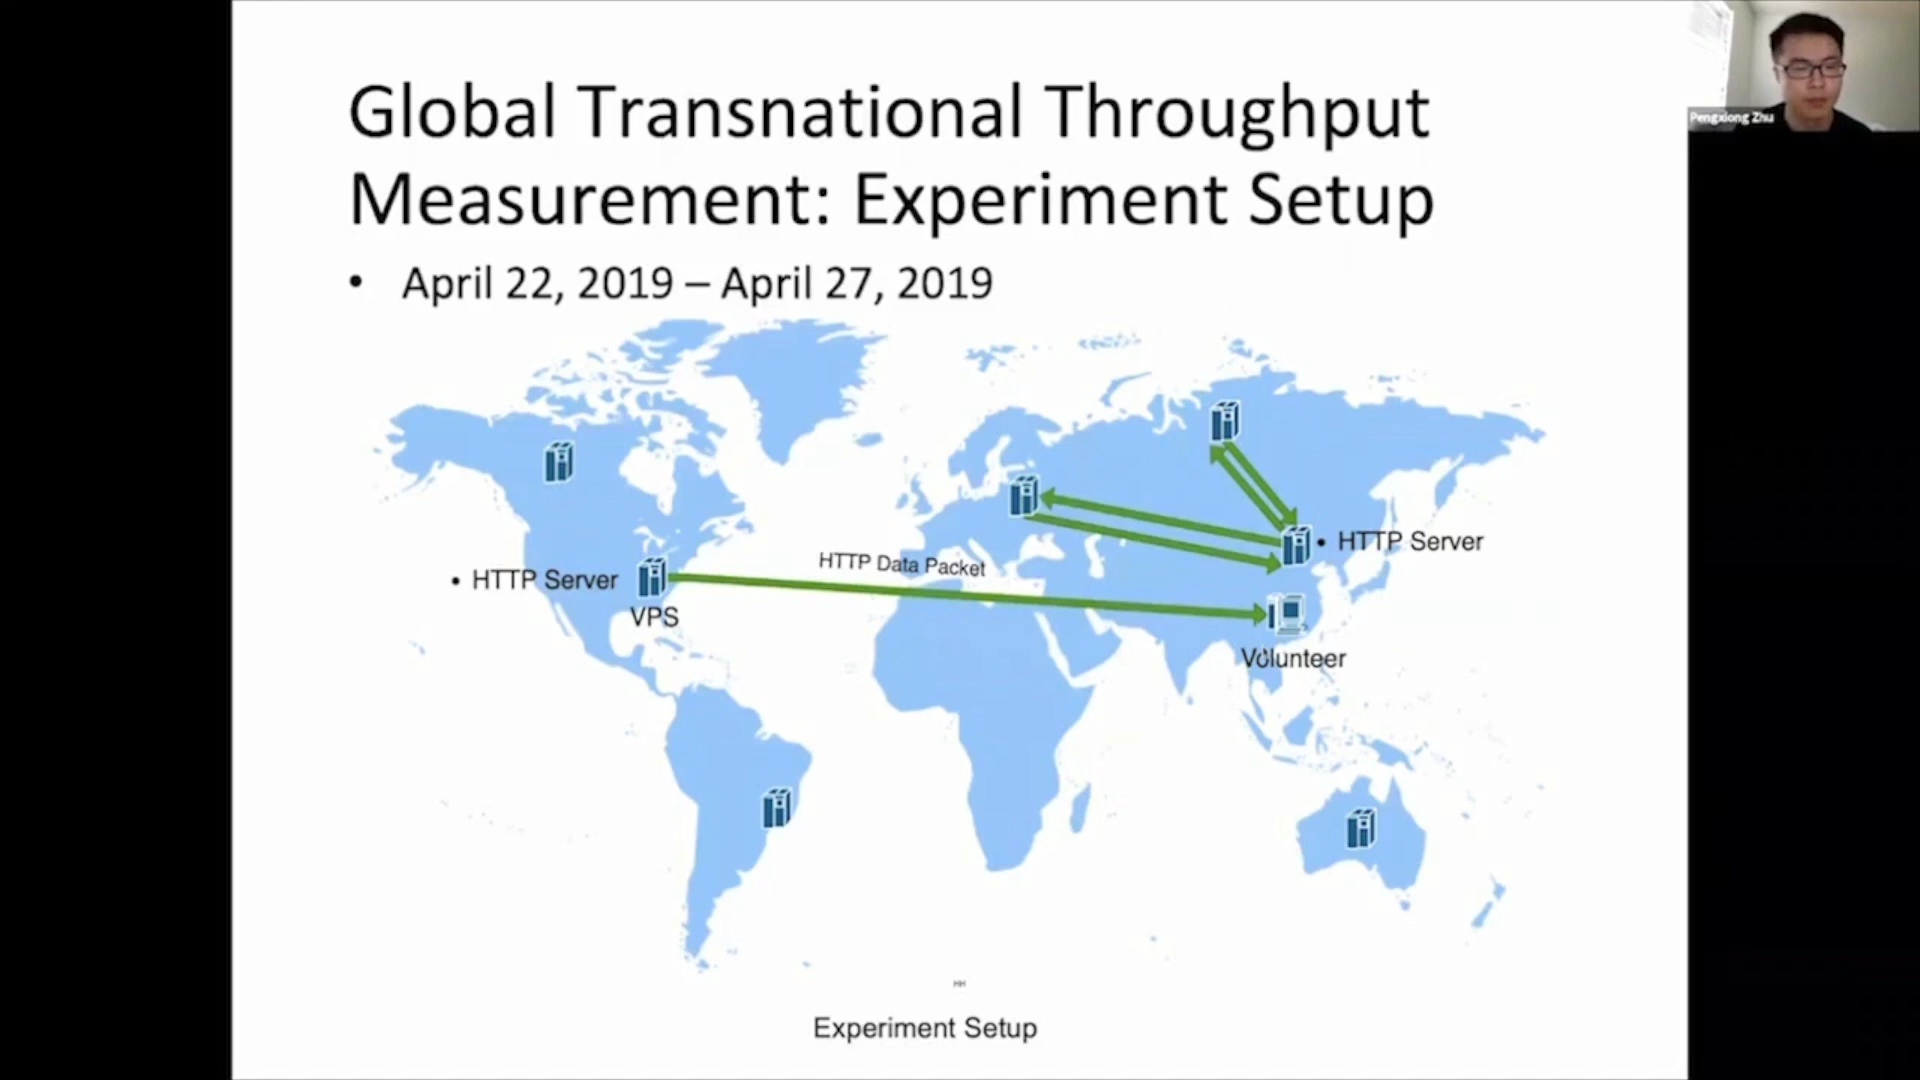 Global Transnational Throughput
Measurement: Experiment Setup
• April 22, 2019 – April 27, 2019
Pengxiong Zhu
• HTTP Server
HTTP Data Packet
• HTTP Server
VPS
Volunteer
HH
Experiment Setup